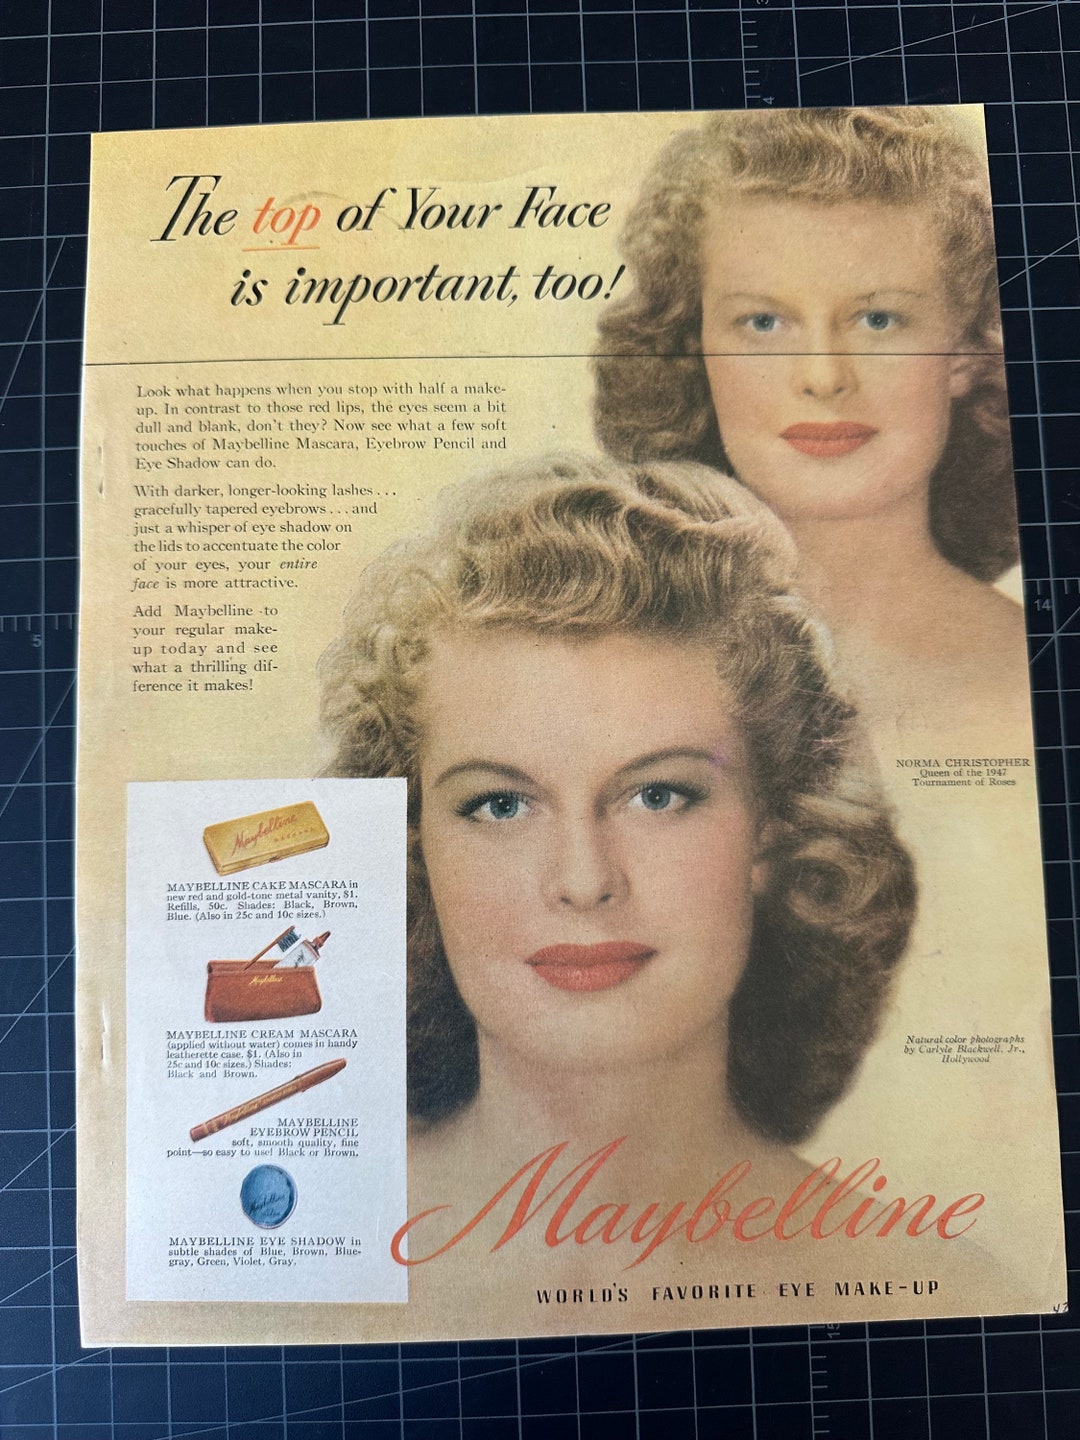 The top of Your Face
is important, too!
Look what happens when you stop with half a make-
up. In contrast to those red lips, the eyes seem a bit
dull and blank, don't they? Now see what a few soft
touches of Maybelline Mascara, Eyebrow Pencil and
Eye Shadow can do.
With darker, longer-looking lashes...
gracefully tapered eyebrows...and
just a whisper of eye shadow on
the lids to accentuate the color
of your eyes, your entire
face is more attractive.
Add Maybelline to
your regular make-
up today and see
what a thrilling dif-
ference it makes!
NORMA CHRISTOPHER
Queen of the 1947
Tournament of Roses
Maybelline
MAYBELLINE CAKE MASCARA in
new red and gold-tone metal vanity, $1.
Refills, 50c. Shades: Black, Brown,
Blue. (Also in 25c and 10c sizes.)
Maybelline
MAYBELLINE CREAM MASCARA
(applied without water) comes in handy
leatherette case. $1. (Also in
25c and 10c sizes.) Shades:
Black and Brown.
MAYBELLINE
EYEBROW PENCIL
soft, smooth quality, fine
point—so easy to use! Black or Brown.
Maybelline
MAYBELLINE EYE SHADOW in
subtle shades of Blue, Brown, Blue-
gray, Green, Violet, Gray.
Natural color photographs
by Carlyle Blackwell, Jr.,
Hollywood
Maybelline
WORLD'S FAVORITE EYE MAKE-UP
47
5
14
4
15